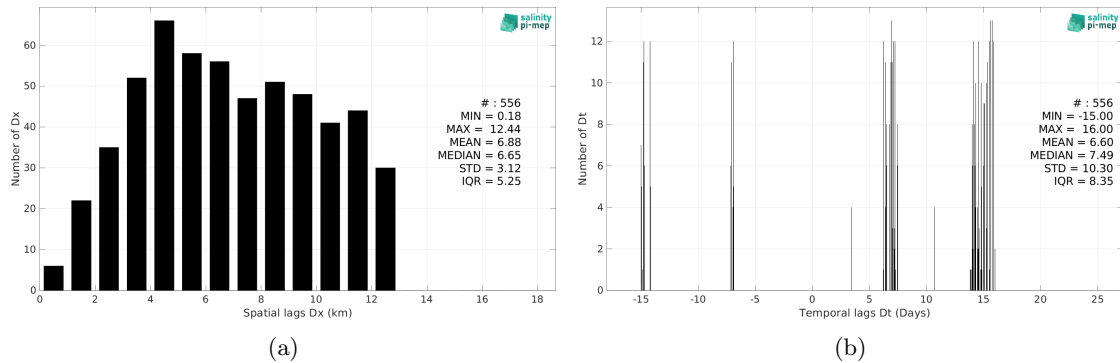 salinity
pi-mep
60
50
40
30
20
10
0
Number of Dx
# : 556
MIN = 0.18
MAX = 12.44
MEAN = 6.88
MEDIAN = 6.65
STD = 3.12
IQR = 5.25
0 2 4 6 8 10 12 14 16 18
Spatial lags Dx (km)
(a)
salinity
pi-mep
12
10
8
6
4
2
0
Number of Dt
# : 556
MIN = -15.00
MAX = 16.00
MEAN = 6.60
MEDIAN = 7.49
STD = 10.30
IQR = 8.35
-15 -10 -5 0 5 10 15 20 25
Temporal lags Dt (Days)
(b)